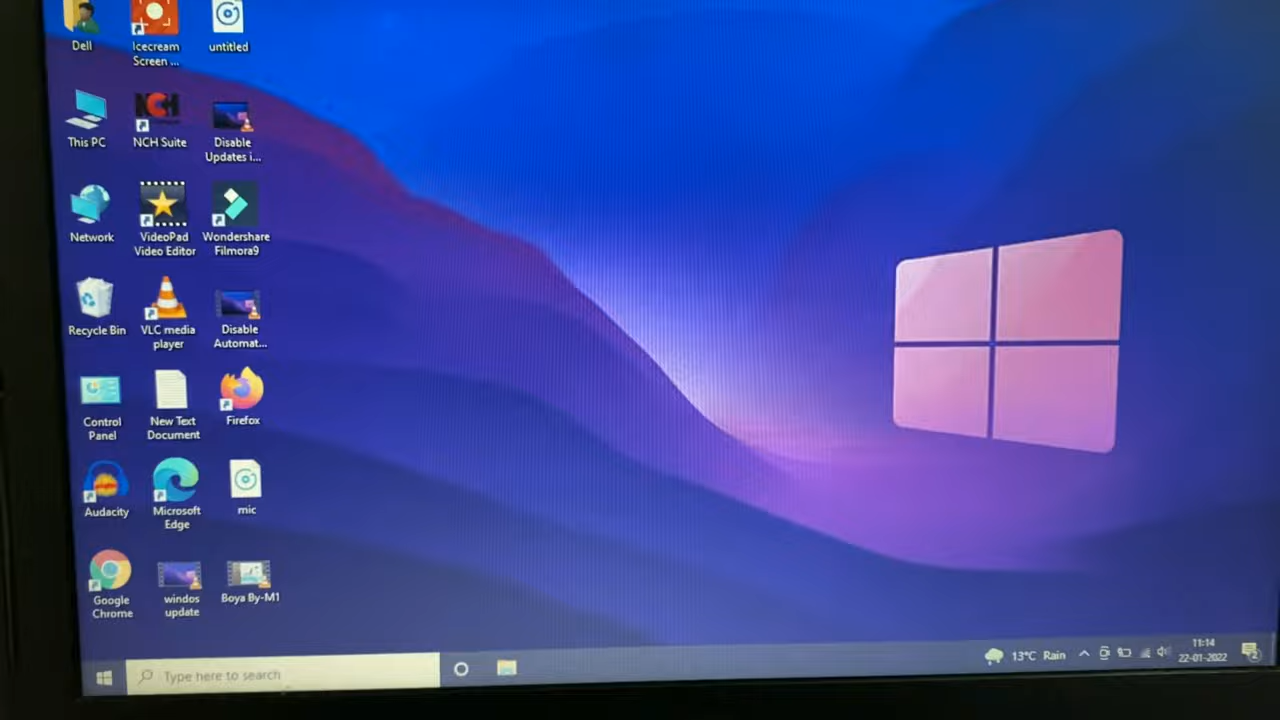 Dell
Icecream
Screen ...
untitled
This PC
NCH
NCH Suite
Disable
Updates i...
Network
VideoPad
Video Editor
Wondershare
Filmora9
Recycle Bin
VLC media
player
Disable
Automat...
Control
Panel
New Text
Document
Firefox
Audacity
Microsoft
Edge
mic
Google
Chrome
windos
update
Boya By-M1
Type here to search
13°C Rain
11:14
22-01-2022
2